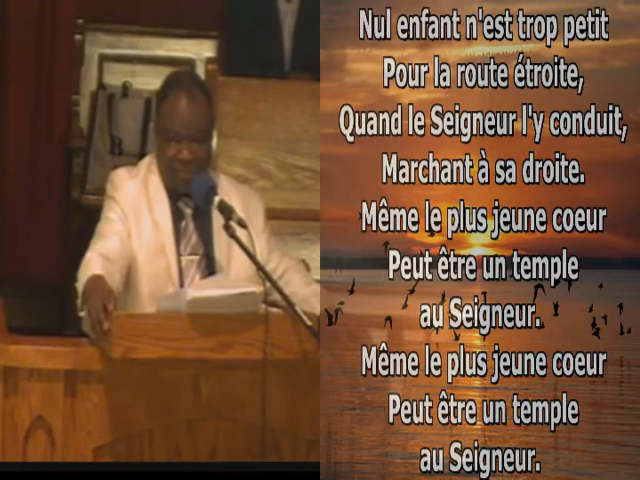 Nul enfant n'est trop petit
Pour la route étroite,
Quand le Seigneur l'y conduit,
Marchant à sa droite.
Même le plus jeune coeur
Peut être un temple
au Seigneur.
Même le plus jeune coeur
Peut être un temple
au Seigneur.